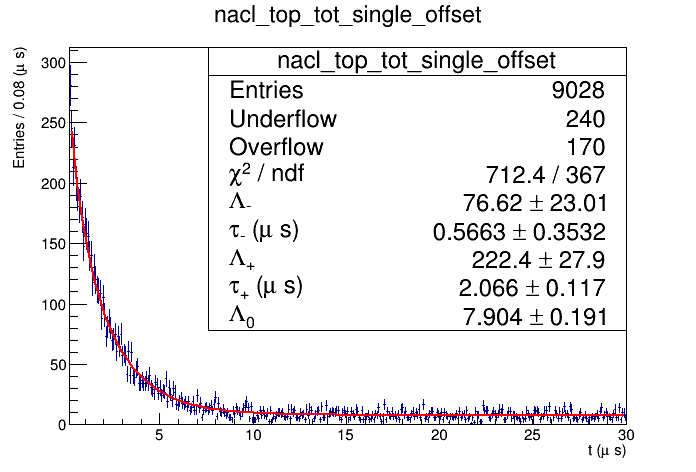 nacl_top_tot_single_offset
nacl_top_tot_single_offset
Entries 9028
Underflow 240
Overflow 170
χ² / ndf 712.4 / 367
Λ- 76.62 ± 23.01
τ- (μ s) 0.5663 ± 0.3532
Λ+ 222.4 ± 27.9
τ+ (μ s) 2.066 ± 0.117
Λ0 7.904 ± 0.191
Entries / 0.08 (μ s)
300
250
200
150
100
50
0
5 10 15 20 25 30
t (μ s)